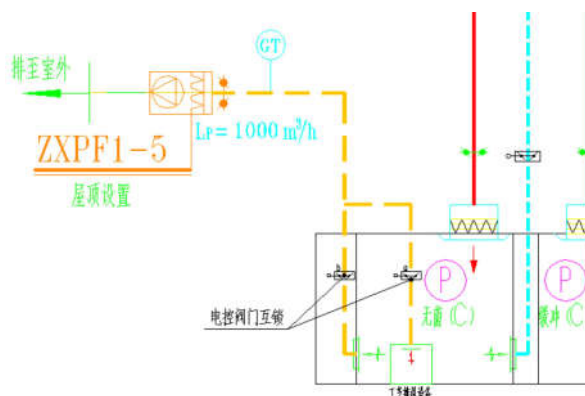 GT
排至室外
LP= 1000 m³/h
ZXPF1-5
屋顶设置
P
P
无菌(C)
缓冲(C
电控阀门互锁